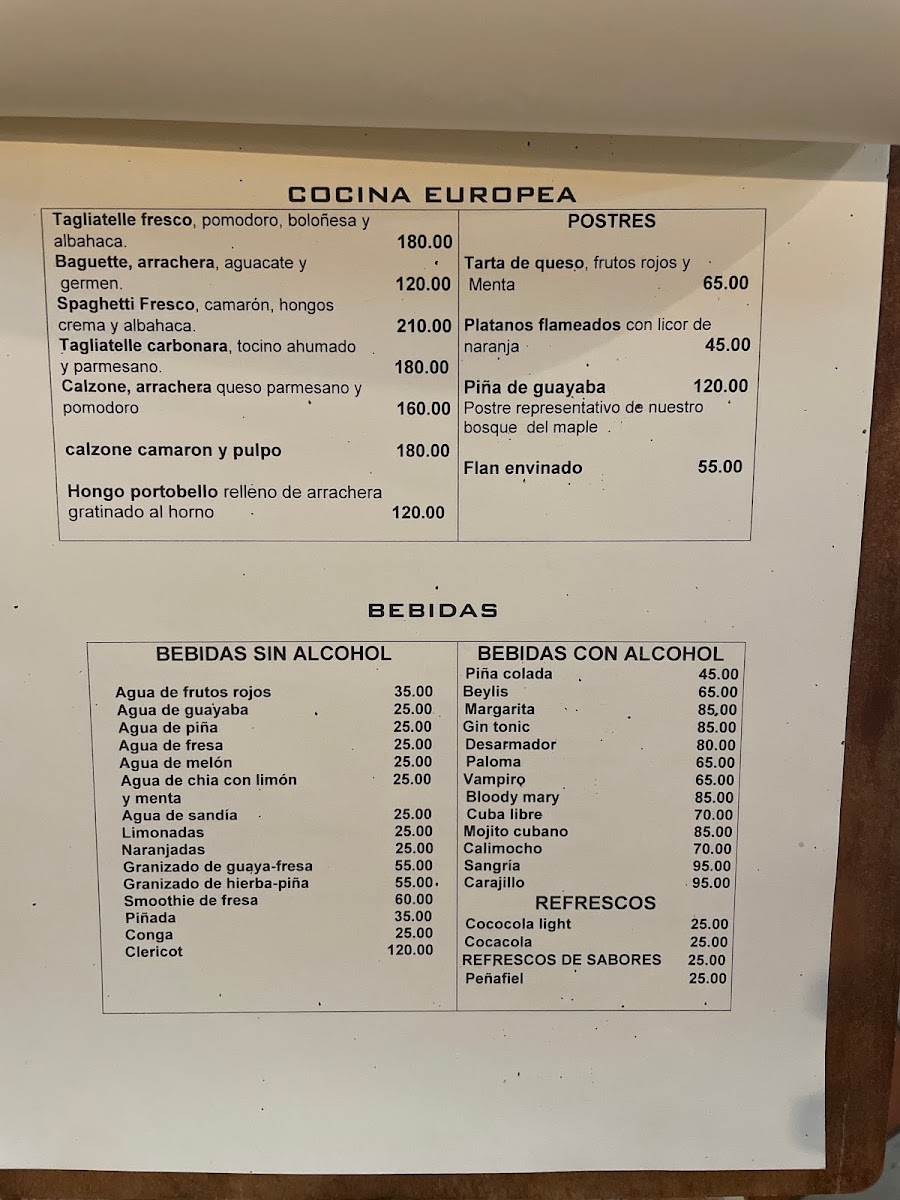 COCINA EUROPEA
Tagliatelle fresco, pomodoro, boloñesa y
albahaca. 180.00
Baguette, arrachera, aguacate y
germen. 120.00
Spaghetti Fresco, camarón, hongos
crema y albahaca. 210.00
Tagliatelle carbonara, tocino ahumado
y parmesano. 180.00
Calzone, arrachera queso parmesano y
pomodoro 160.00
calzone camaron y pulpo 180.00
Hongo portobello relleno de arrachera
gratinado al horno 120.00
POSTRES
Tarta de queso, frutos rojos y
Menta 65.00
Platanos flameados con licor de
naranja 45.00
Piña de guayaba 120.00
Postre representativo de nuestro
bosque del maple .
Flan envinado 55.00
BEBIDAS
BEBIDAS SIN ALCOHOL
Agua de frutos rojos 35.00
Agua de guayaba 25.00
Agua de piña 25.00
Agua de fresa 25.00
Agua de melón 25.00
Agua de chia con limón 25.00
y menta
Agua de sandía 25.00
Limonadas 25.00
Naranjadas 25.00
Granizado de guaya-fresa 55.00
Granizado de hierba-piña 55.00
Smoothie de fresa 60.00
Piñada 35.00
Conga 25.00
Clericot 120.00
BEBIDAS CON ALCOHOL
Piña colada 45.00
Beylis 65.00
Margarita 85,00
Gin tonic 85.00
Desarmador 80.00
Paloma 65.00
Vampiro 65.00
Bloody mary 85.00
Cuba libre 70.00
Mojito cubano 85.00
Calimocho 70.00
Sangría 95.00
Carajillo 95.00
REFRESCOS
Cococola light 25.00
Cocacola 25.00
REFRESCOS DE SABORES 25.00
Peñafiel 25.00